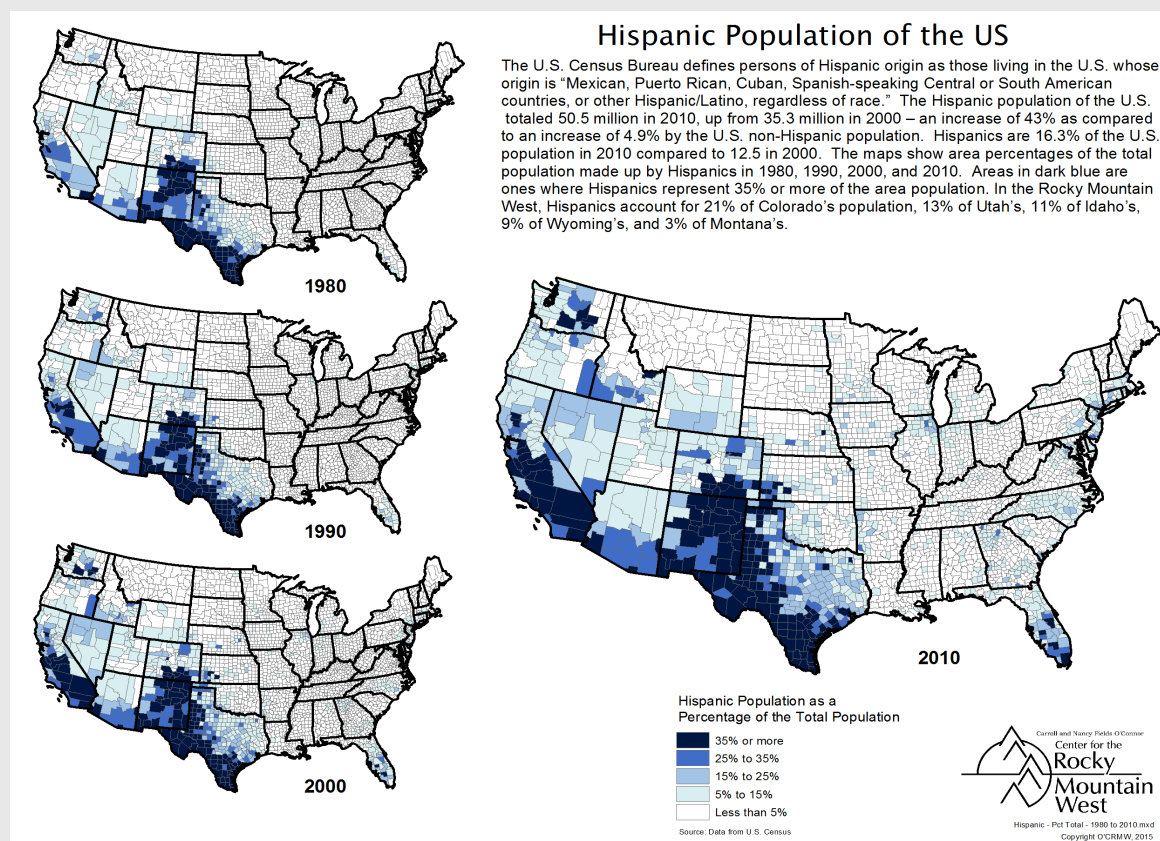 Hispanic Population of the US
The U.S. Census Bureau defines persons of Hispanic origin as those living in the U.S. whose
origin is “Mexican, Puerto Rican, Cuban, Spanish-speaking Central or South American
countries, or other Hispanic/Latino, regardless of race.” The Hispanic population of the U.S.
totaled 50.5 million in 2010, up from 35.3 million in 2000 – an increase of 43% as compared
to an increase of 4.9% by the U.S. non-Hispanic population. Hispanics are 16.3% of the U.S.
population in 2010 compared to 12.5 in 2000. The maps show area percentages of the total
population made up by Hispanics in 1980, 1990, 2000, and 2010. Areas in dark blue are
ones where Hispanics represent 35% or more of the area population. In the Rocky Mountain
West, Hispanics account for 21% of Colorado’s population, 13% of Utah’s, 11% of Idaho’s,
9% of Wyoming’s, and 3% of Montana’s.
1980
1990
2000
2010
Hispanic Population as a
Percentage of the Total Population
35% or more
25% to 35%
15% to 25%
5% to 15%
Less than 5%
Source: Data from U.S. Census
Carroll and Nancy Fields O'Connor
Center for the
Rocky
Mountain
West
Hispanic - Pct Total - 1980 to 2010.mxd
Copyright O'CRMW, 2015